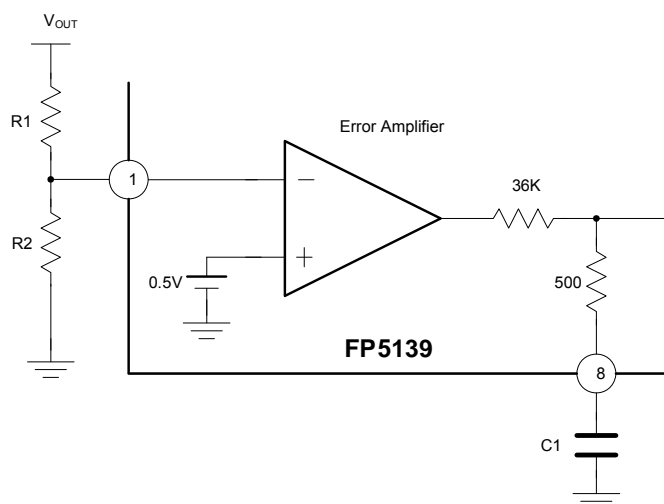 VOUT
R1
Error Amplifier
1
−
36K
R2
+
0.5V
500
FP5139
8
C1